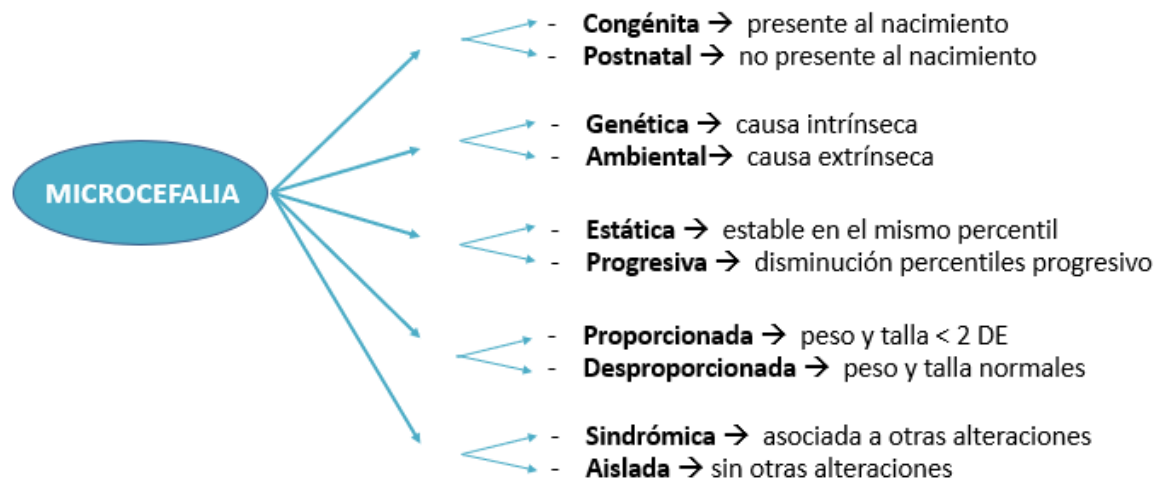 - Congénita → presente al nacimiento
- Postnatal → no presente al nacimiento
- Genética → causa intrínseca
- Ambiental→ causa extrínseca
MICROCEFALIA
- Estática → estable en el mismo percentil
- Progresiva → disminución percentiles progresivo
- Proporcionada → peso y talla < 2 DE
- Desproporcionada → peso y talla normales
- Sindrómica → asociada a otras alteraciones
- Aislada → sin otras alteraciones